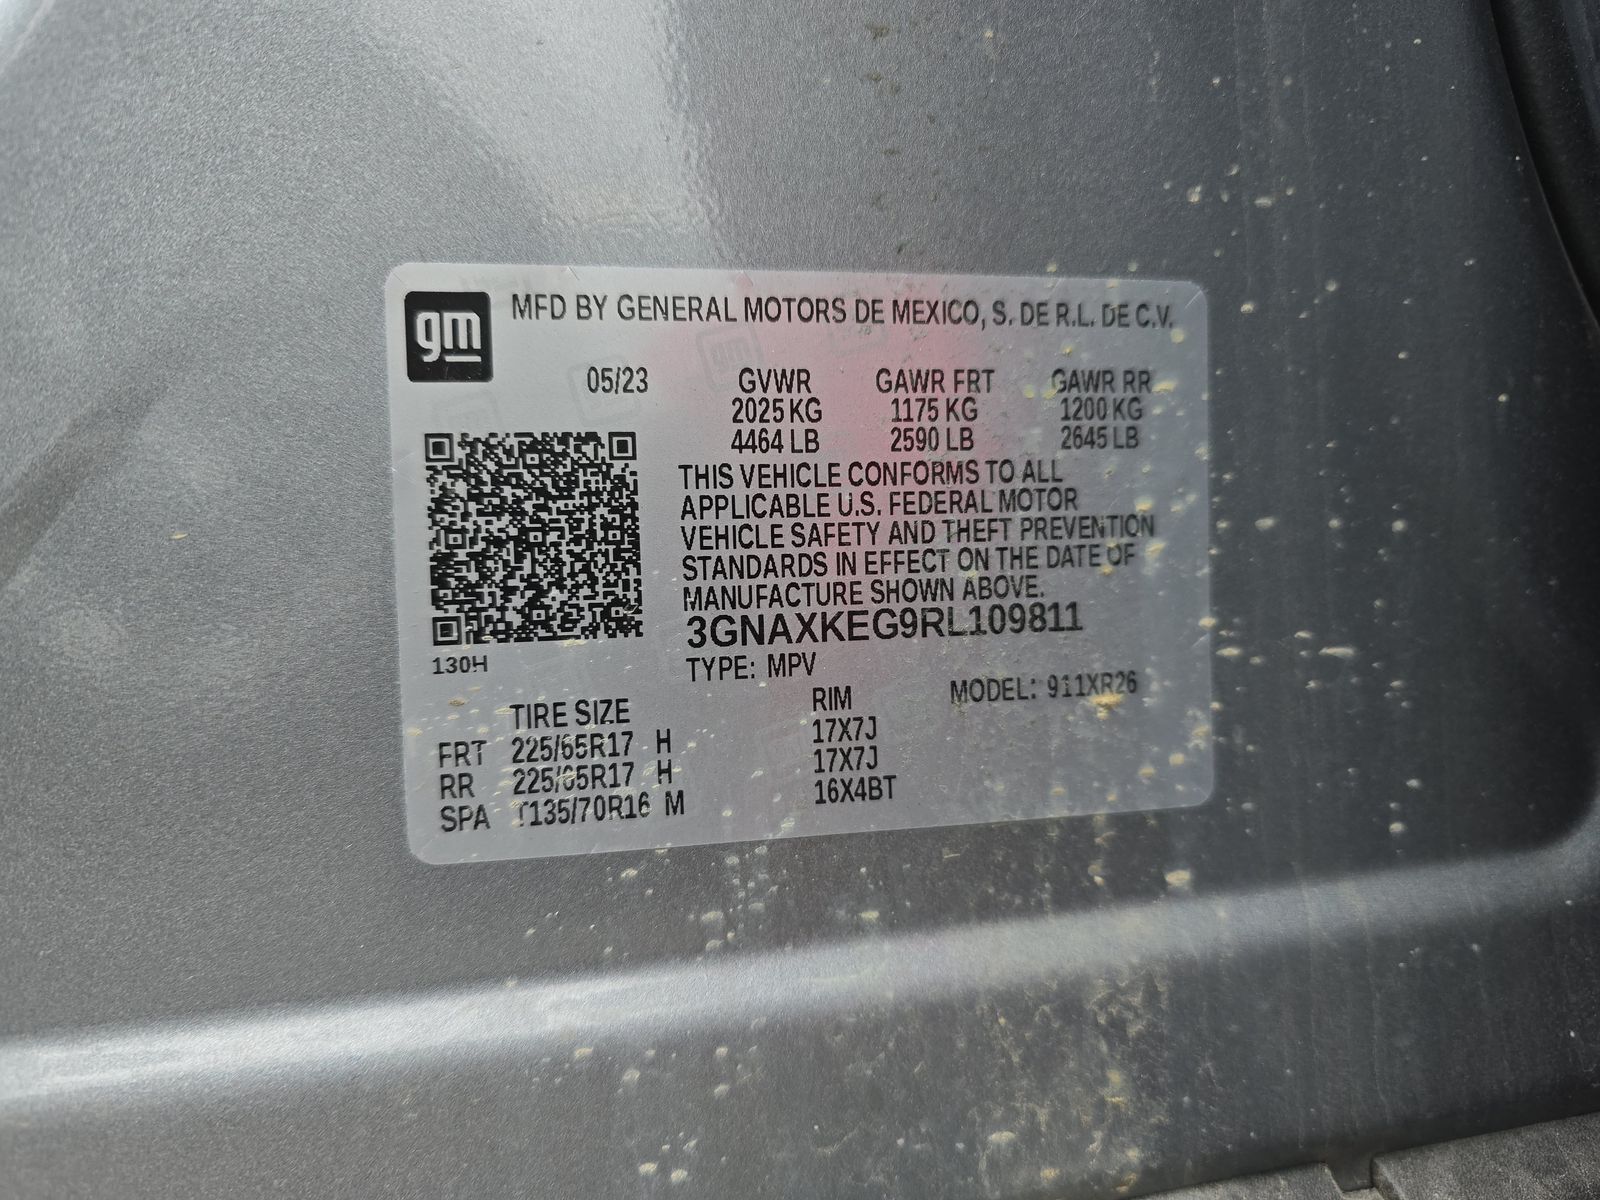 gm
MFD BY GENERAL MOTORS DE MEXICO, S. DE R.L. DE C.V.
05/23 GVWR GAWR FRT GAWR RR
2025 KG 1175 KG 1200 KG
4464 LB 2590 LB 2645 LB
THIS VEHICLE CONFORMS TO ALL
APPLICABLE U.S. FEDERAL MOTOR
VEHICLE SAFETY AND THEFT PREVENTION
STANDARDS IN EFFECT ON THE DATE OF
MANUFACTURE SHOWN ABOVE.
3GNAXKEG9RL109811
130H
TYPE: MPV
MODEL: 911XR26
TIRE SIZE RIM
FRT 225/65R17 H 17X7J
RR 225/65R17 H 17X7J
SPA T135/70R16 M 16X4BT